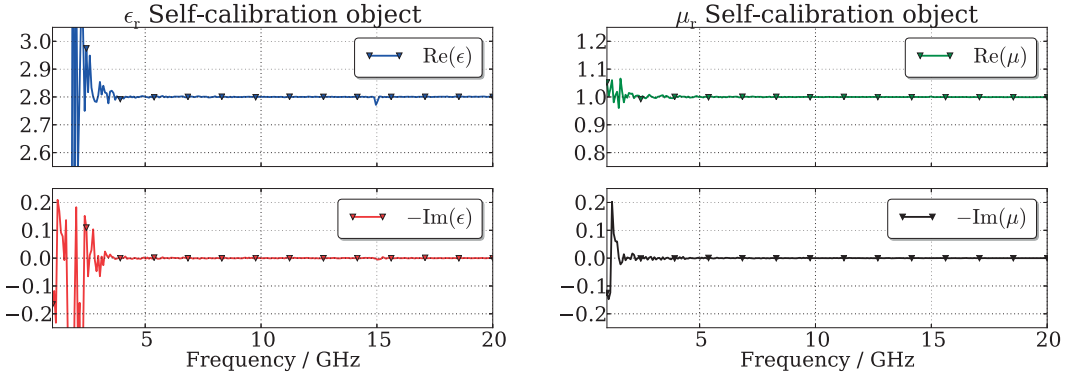 ϵr Self-calibration object
3.0
2.9
2.8
2.7
2.6
Re(ϵ)
0.2
0.1
0.0
−0.1
−0.2
−Im(ϵ)
5 10 15 20
Frequency / GHz
μr Self-calibration object
1.2
1.1
1.0
0.9
0.8
Re(μ)
0.2
0.1
0.0
−0.1
−0.2
−Im(μ)
5 10 15 20
Frequency / GHz